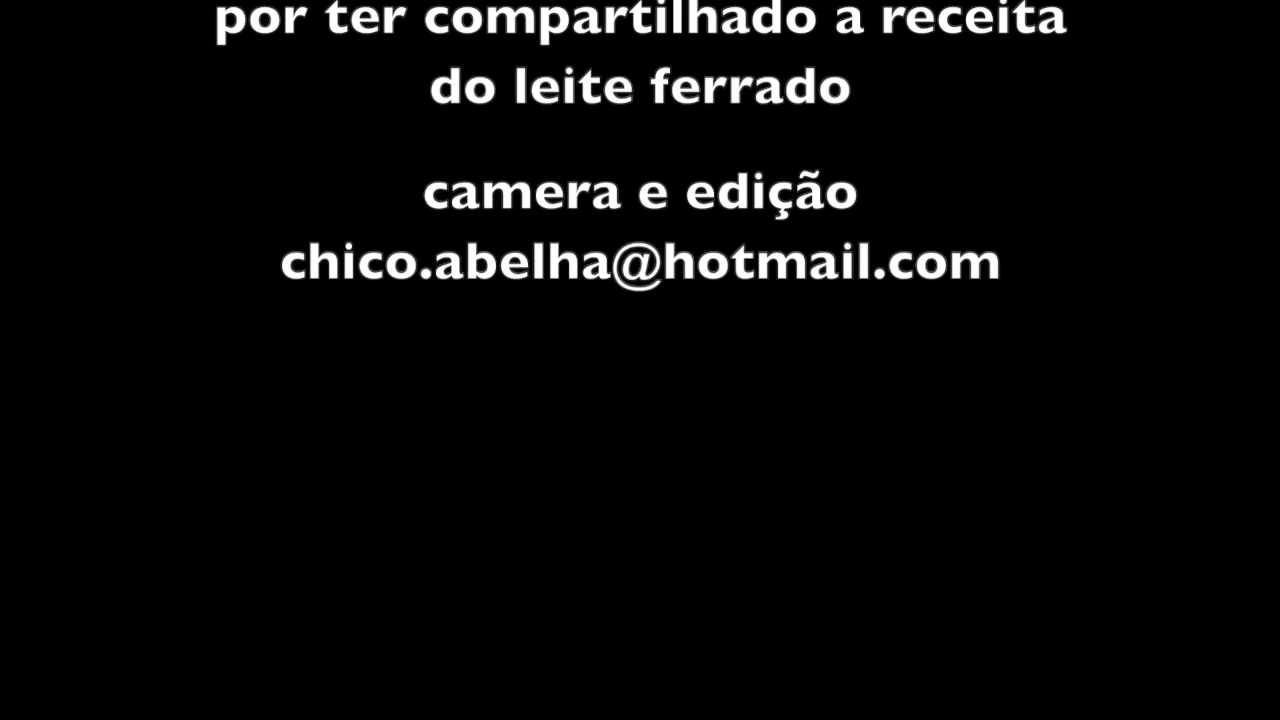 por ter compartilhado a receita
do leite ferrado
camera e edição
chico.abelha@hotmail.com